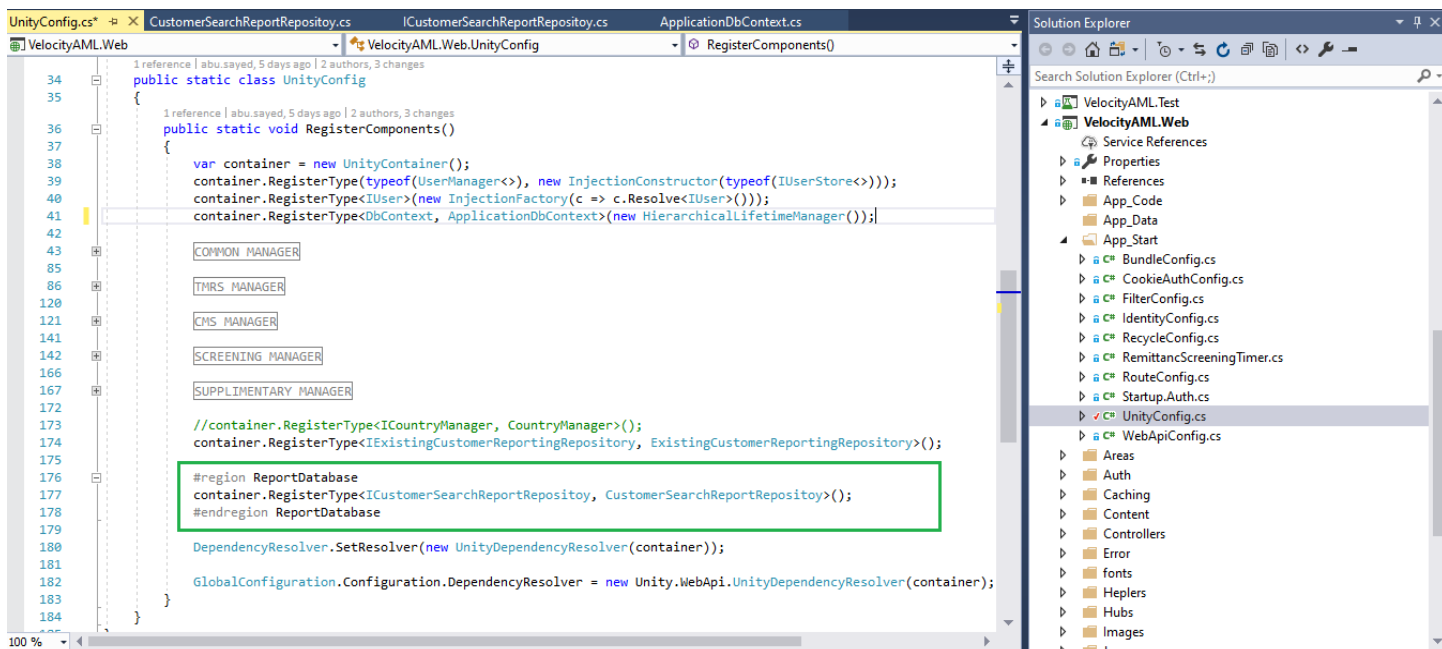 UnityConfig.cs* CustomerSearchReportRepositoy.cs ICustomerSearchReportRepositoy.cs ApplicationDbContext.cs
VelocityAML.Web VelocityAML.Web.UnityConfig RegisterComponents()
1 reference | abu.sayed, 5 days ago | 2 authors, 3 changes
34 public static class UnityConfig
35 {
1 reference | abu.sayed, 5 days ago | 2 authors, 3 changes
36 public static void RegisterComponents()
37 {
38 var container = new UnityContainer();
39 container.RegisterType(typeof(UserManager<>), new InjectionConstructor(typeof(IUserStore<>)));
40 container.RegisterType<IUser>(new InjectionFactory(c => c.Resolve<IUser>()));
41 container.RegisterType<DbContext, ApplicationDbContext>(new HierarchicalLifetimeManager());
42
43 COMMON MANAGER
85
86 TMRS MANAGER
120
121 CMS MANAGER
141
142 SCREENING MANAGER
166
167 SUPPLIMENTARY MANAGER
172
173 //container.RegisterType<ICountryManager, CountryManager>();
174 container.RegisterType<IExistingCustomerReportingRepository, ExistingCustomerReportingRepository>();
175
176 #region ReportDatabase
177 container.RegisterType<ICustomerSearchReportRepositoy, CustomerSearchReportRepositoy>();
178 #endregion ReportDatabase
179
180 DependencyResolver.SetResolver(new UnityDependencyResolver(container));
181
182 GlobalConfiguration.Configuration.DependencyResolver = new Unity.WebApi.UnityDependencyResolver(container);
183 }
184 }
100 %
Solution Explorer
Search Solution Explorer (Ctrl+;)
VelocityAML.Test
VelocityAML.Web
Service References
Properties
References
App_Code
App_Data
App_Start
C# BundleConfig.cs
C# CookieAuthConfig.cs
C# FilterConfig.cs
C# IdentityConfig.cs
C# RecycleConfig.cs
C# RemittancScreeningTimer.cs
C# RouteConfig.cs
C# Startup.Auth.cs
C# UnityConfig.cs
C# WebApiConfig.cs
Areas
Auth
Caching
Content
Controllers
Error
fonts
Heplers
Hubs
Images